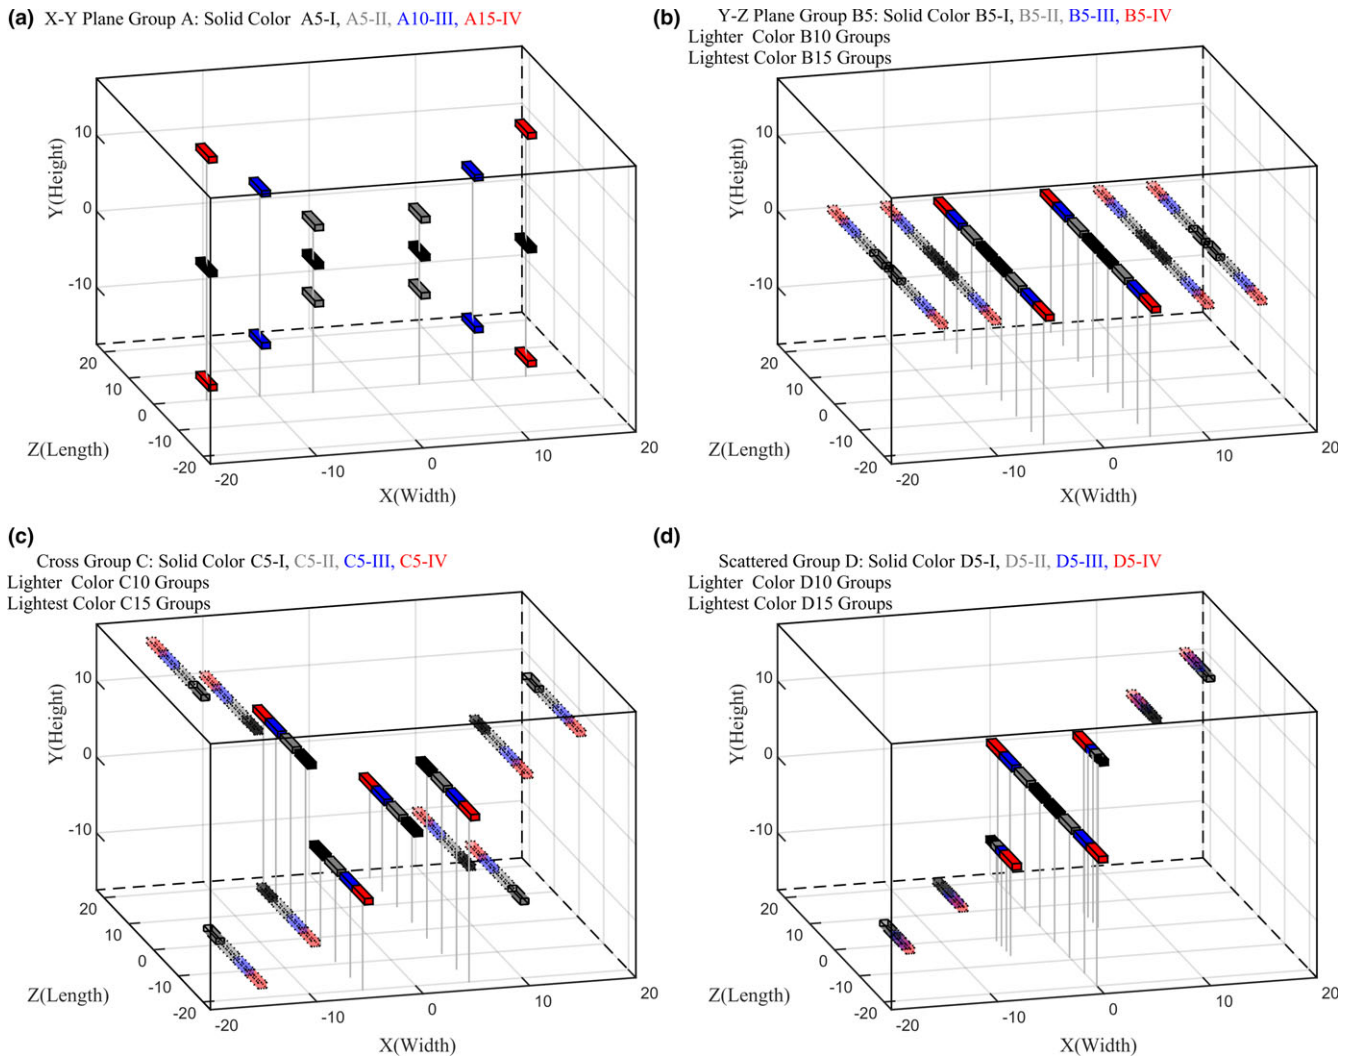 (a) X-Y Plane Group A: Solid Color A5-I, A5-II, A10-III, A15-IV
Y(Height)
10
0
-10
20
10
0
-10
-20
Z(Length)
-20
-10
0
10
20
X(Width)
(b) Y-Z Plane Group B5: Solid Color B5-I, B5-II, B5-III, B5-IV
Lighter Color B10 Groups
Lightest Color B15 Groups
Y(Height)
10
0
-10
20
10
0
-10
-20
Z(Length)
-20
-10
0
10
20
X(Width)
(c)
Cross Group C: Solid Color C5-I, C5-II, C5-III, C5-IV
Lighter Color C10 Groups
Lightest Color C15 Groups
Y(Height)
10
0
-10
20
10
0
-10
-20
Z(Length)
-20
-10
0
10
20
X(Width)
(d)
Scattered Group D: Solid Color D5-I, D5-II, D5-III, D5-IV
Lighter Color D10 Groups
Lightest Color D15 Groups
Y(Height)
10
0
-10
20
10
0
-10
-20
Z(Length)
-20
-10
0
10
20
X(Width)